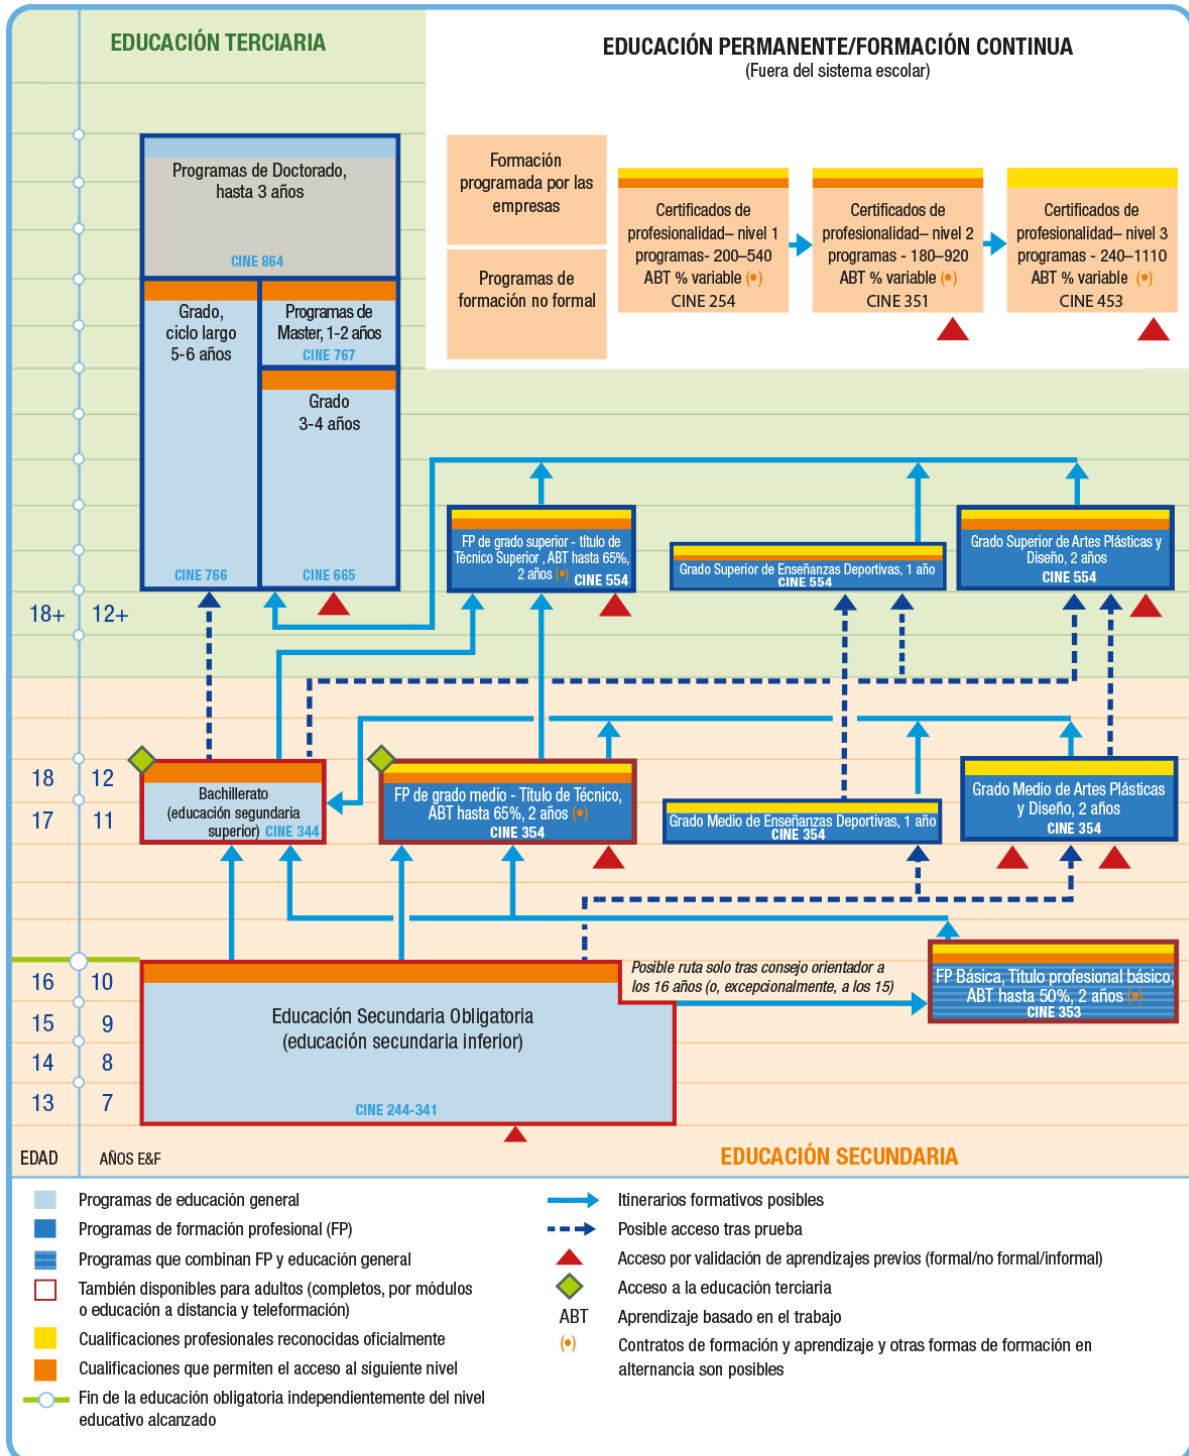 EDUCACIÓN TERCIARIA
EDUCACIÓN PERMANENTE/FORMACIÓN CONTINUA
(Fuera del sistema escolar)
Programas de Doctorado,
hasta 3 años
CINE 864
Grado,
ciclo largo
5-6 años
CINE 766
Programas de
Master, 1-2 años
CINE 767
Grado
3-4 años
CINE 665
Formación
programada por las
empresas
Programas de
formación no formal
Certificados de
profesionalidad– nivel 1
programas- 200–540
ABT % variable (•)
CINE 254
Certificados de
profesionalidad– nivel 2
programas - 180–920
ABT % variable (•)
CINE 351
Certificados de
profesionalidad– nivel 3
programas - 240–1110
ABT % variable (•)
CINE 453
FP de grado superior - título de
Técnico Superior , ABT hasta 65%,
2 años (•) CINE 554
Grado Superior de Enseñanzas Deportivas, 1 año
CINE 554
Grado Superior de Artes Plásticas y
Diseño, 2 años
CINE 554
18+ 12+
18 12
17 11
Bachillerato
(educación segundaria
superior) CINE 344
FP de grado medio - Título de Técnico,
ABT hasta 65%, 2 años (•)
CINE 354
Grado Medio de Enseñanzas Deportivas, 1 año
CINE 354
Grado Medio de Artes Plásticas
y Diseño, 2 años
CINE 354
16 10
15 9
14 8
13 7
Educación Secundaria Obligatoria
(educación secundaria inferior)
CINE 244-341
Posible ruta solo tras consejo orientador a
los 16 años (o, excepcionalmente, a los 15)
FP Básica, Título profesional básico,
ABT hasta 50%, 2 años (•)
CINE 353
EDAD AÑOS E&F
EDUCACIÓN SECUNDARIA
Programas de educación general
Programas de formación profesional (FP)
Programas que combinan FP y educación general
También disponibles para adultos (completos, por módulos
o educación a distancia y teleformación)
Cualificaciones profesionales reconocidas oficialmente
Cualificaciones que permiten el acceso al siguiente nivel
Fin de la educación obligatoria independientemente del nivel
educativo alcanzado
Itinerarios formativos posibles
Posible acceso tras prueba
Acceso por validación de aprendizajes previos (formal/no formal/informal)
Acceso a la educación terciaria
ABT Aprendizaje basado en el trabajo
(•) Contratos de formación y aprendizaje y otras formas de formación en
alternancia son posibles